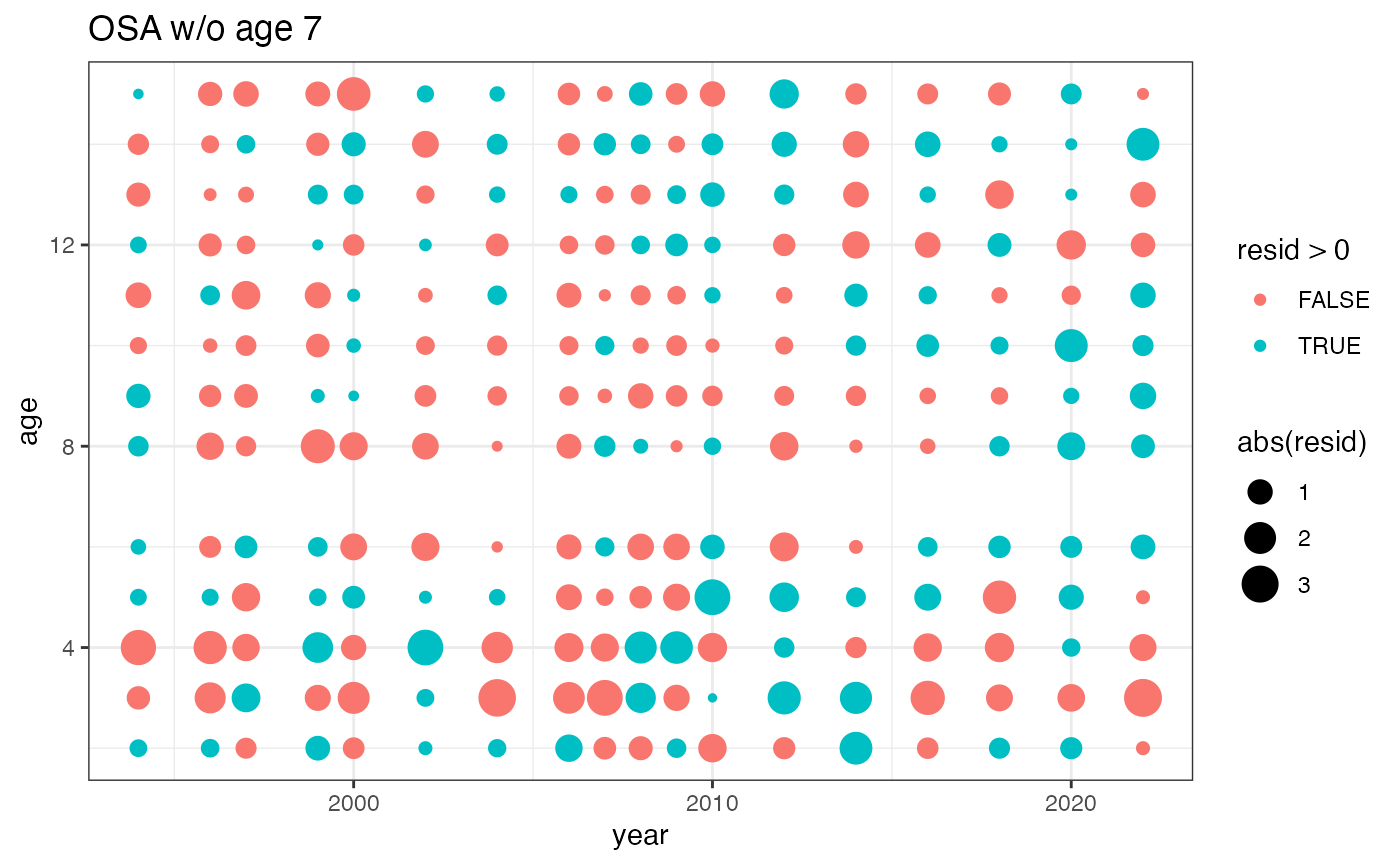 OSA w/o age 7
12
8
4
age
2000 2010 2020
year
resid > 0
FALSE
TRUE
abs(resid)
1
2
3